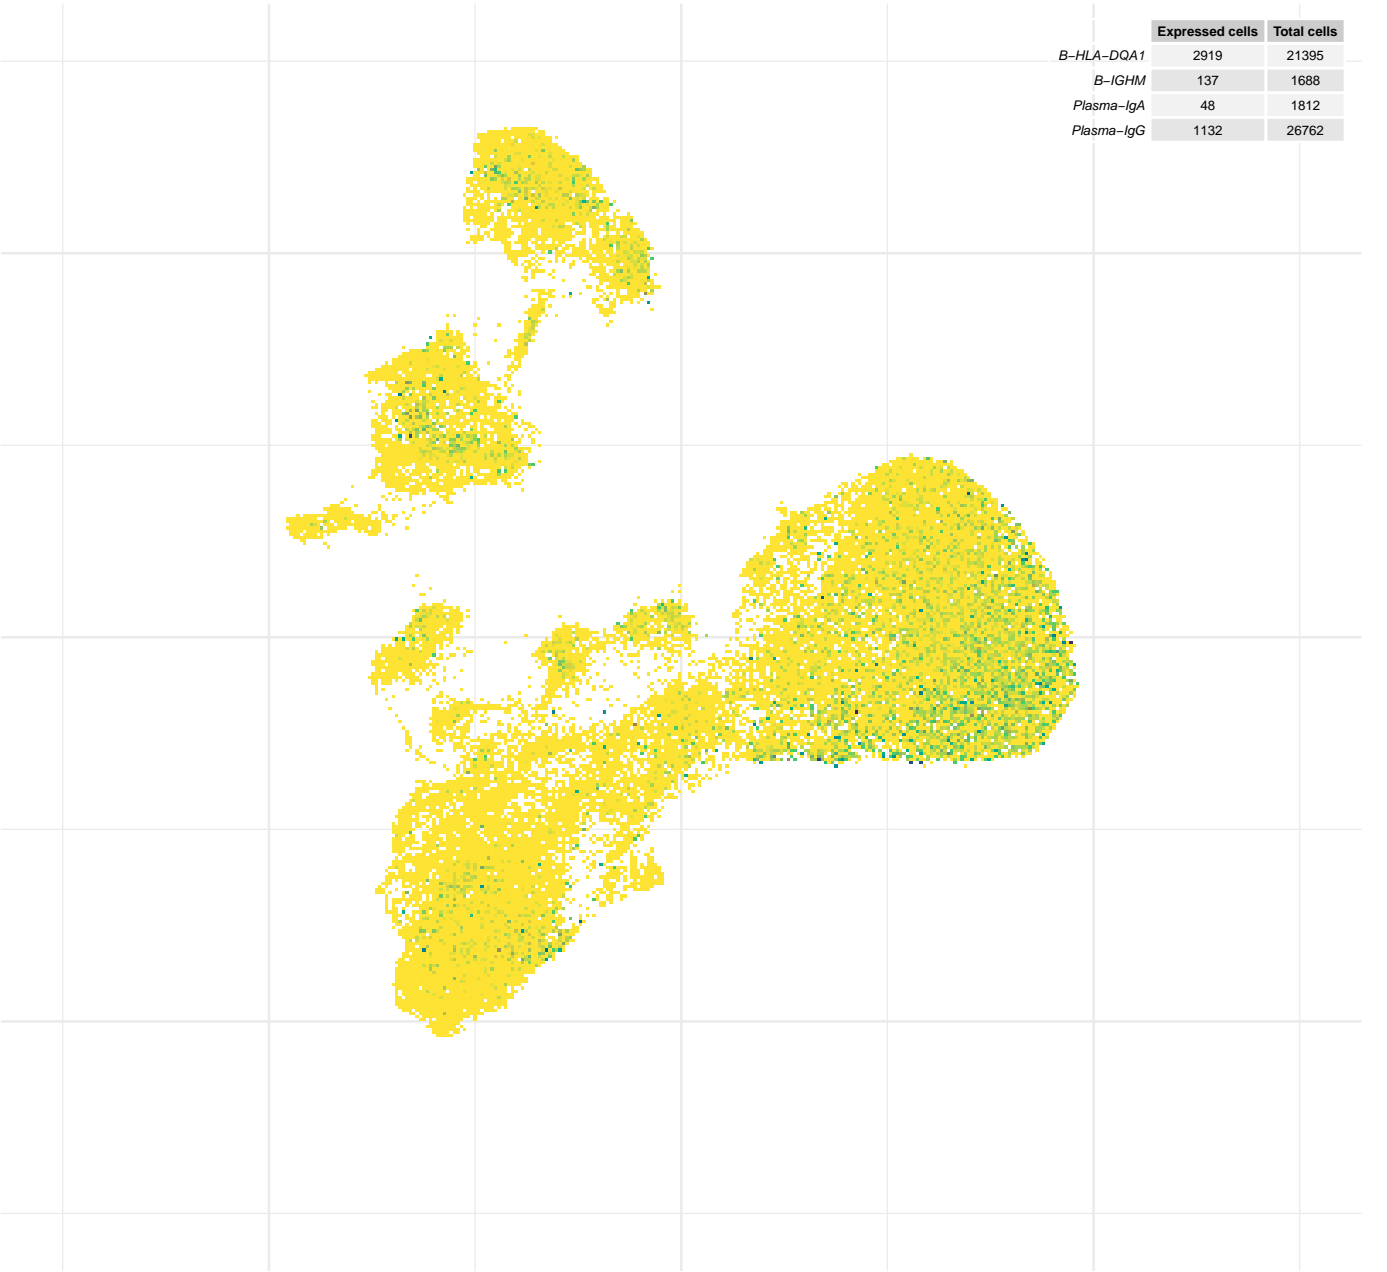 Expressed cells Total cells
B−HLA−DQA1 2919 21395
B−IGHM 137 1688
Plasma−IgA 48 1812
Plasma−IgG 1132 26762